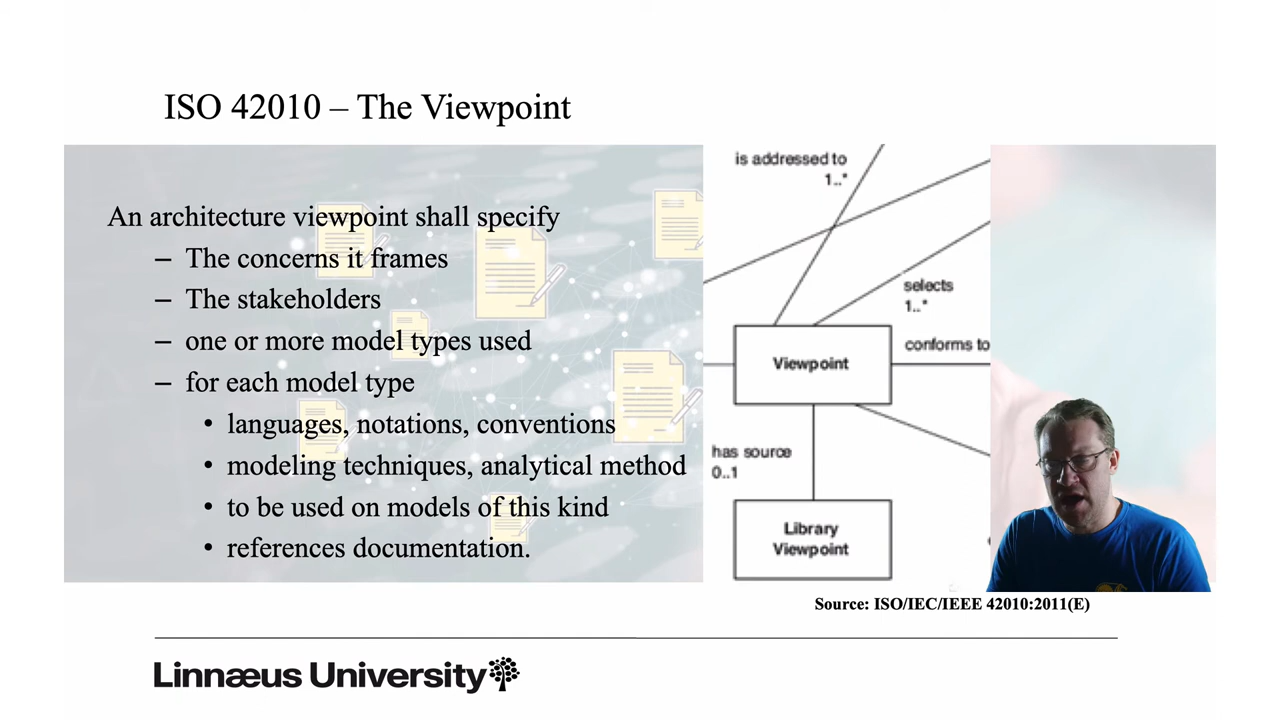 ISO 42010 – The Viewpoint
An architecture viewpoint shall specify
– The concerns it frames
– The stakeholders
– one or more model types used
– for each model type
• languages, notations, conventions
• modeling techniques, analytical method
• to be used on models of this kind
• references documentation.
is addressed to
1..*
selects
1..*
conforms to
Viewpoint
has source
0..1
Library
Viewpoint
Source: ISO/IEC/IEEE 42010:2011(E)
Linnæus University